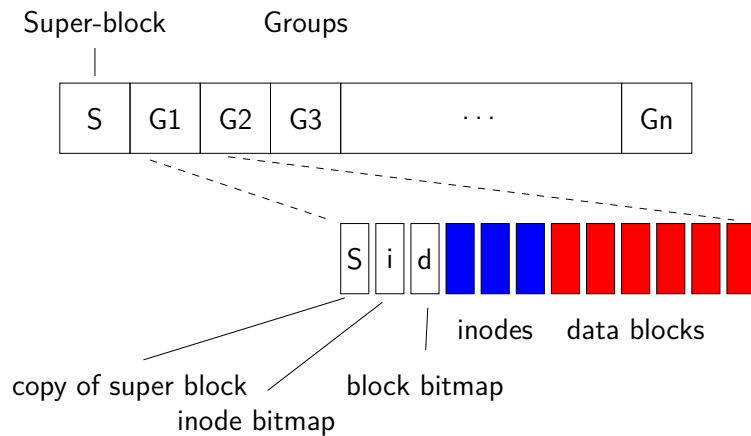 Super-block Groups
S G1 G2 G3 ... Gn
S i d
inodes data blocks
copy of super block block bitmap
inode bitmap